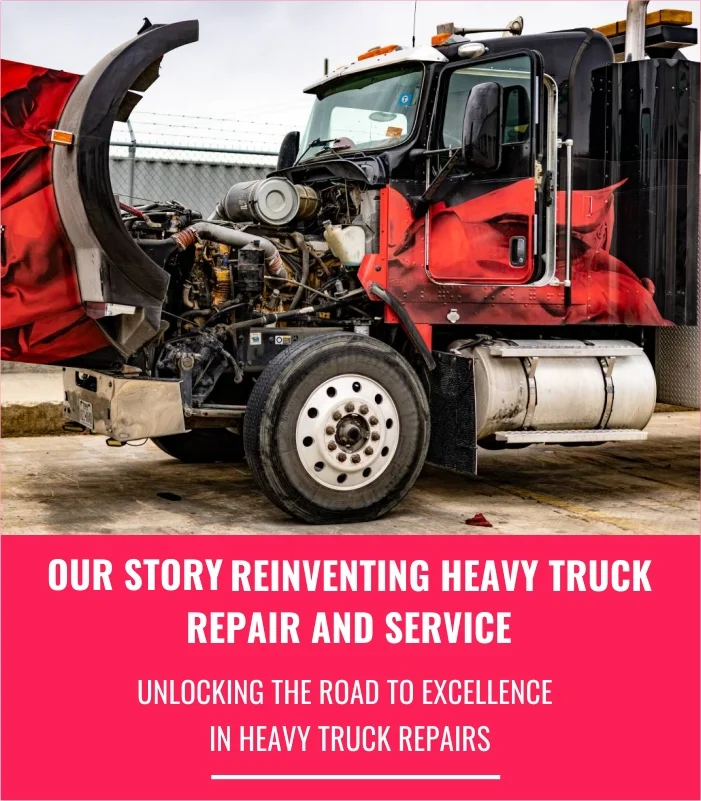 OUR STORY REINVENTING HEAVY TRUCK
REPAIR AND SERVICE
UNLOCKING THE ROAD TO EXCELLENCE
IN HEAVY TRUCK REPAIRS